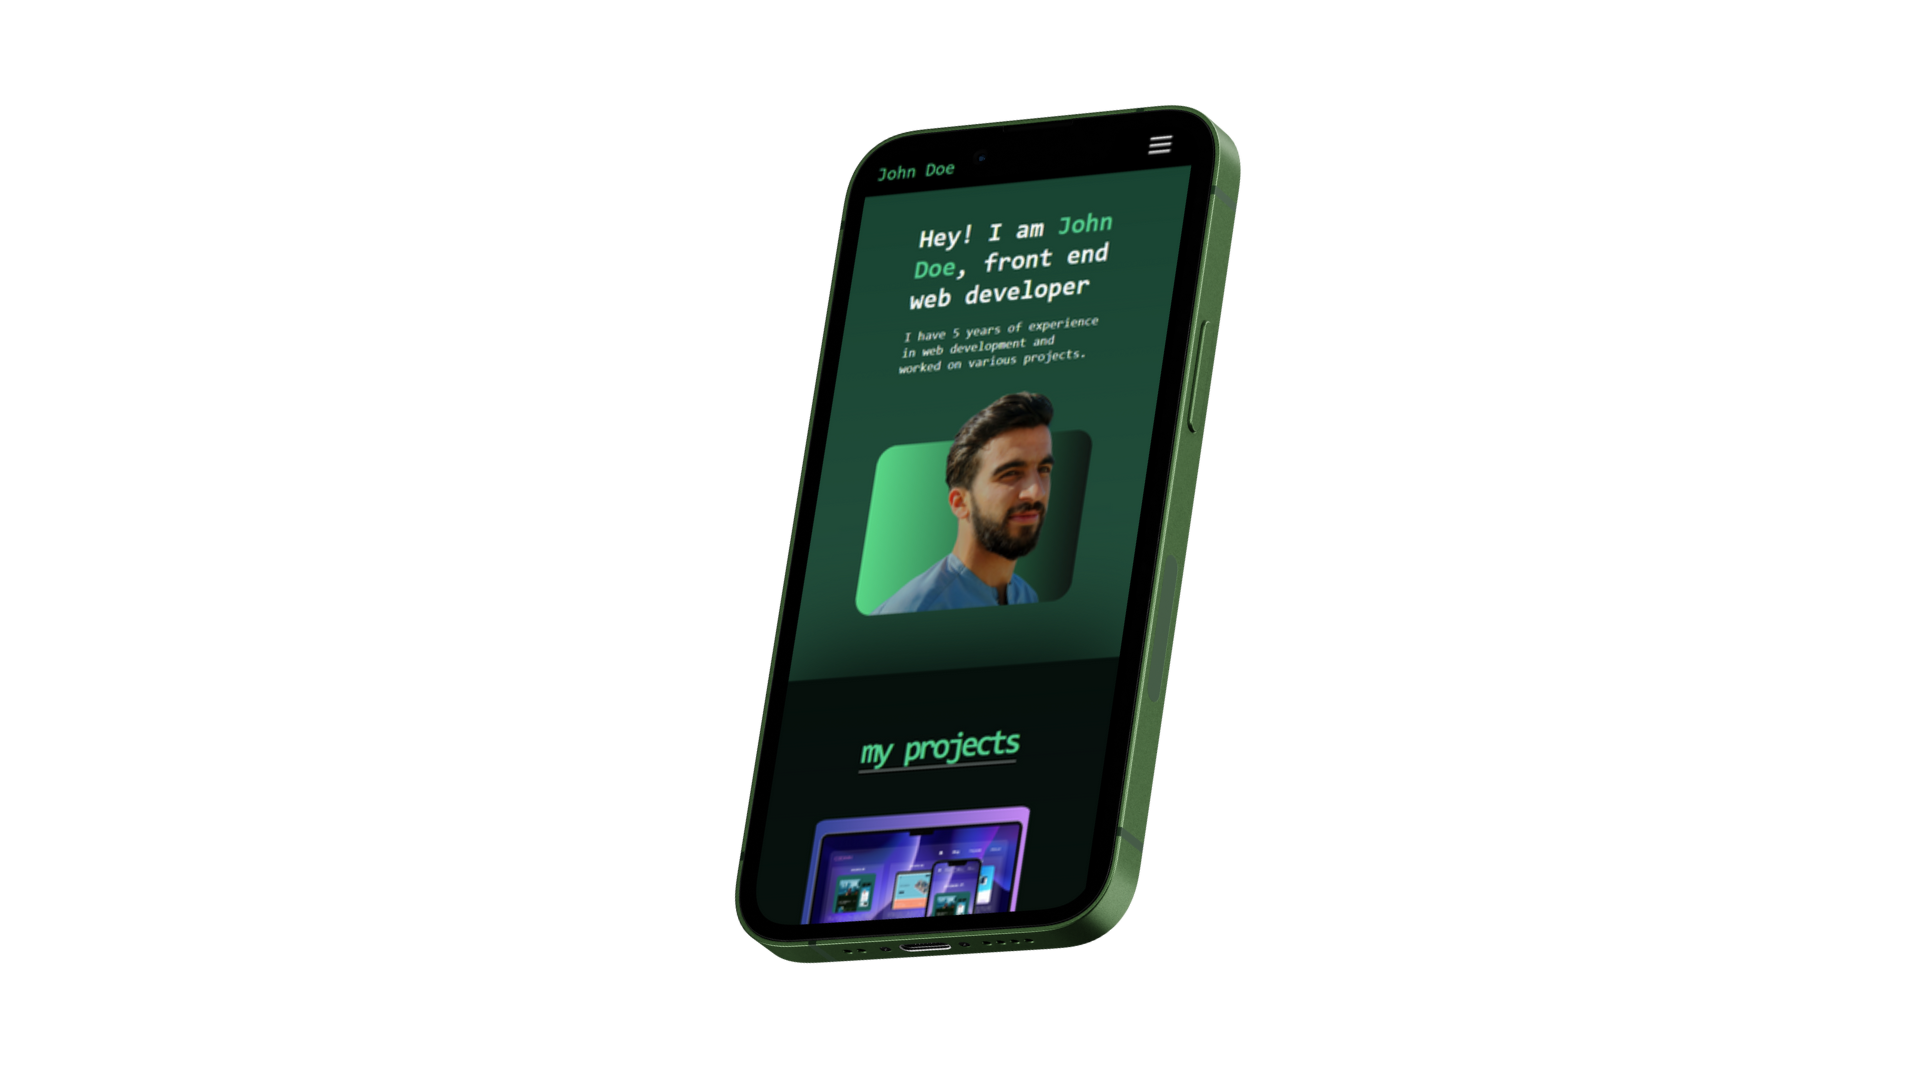 John Doe
Hey! I am John
Doe, front end
web developer
I have 5 years of experience
in web development and
worked on various projects.
my projects